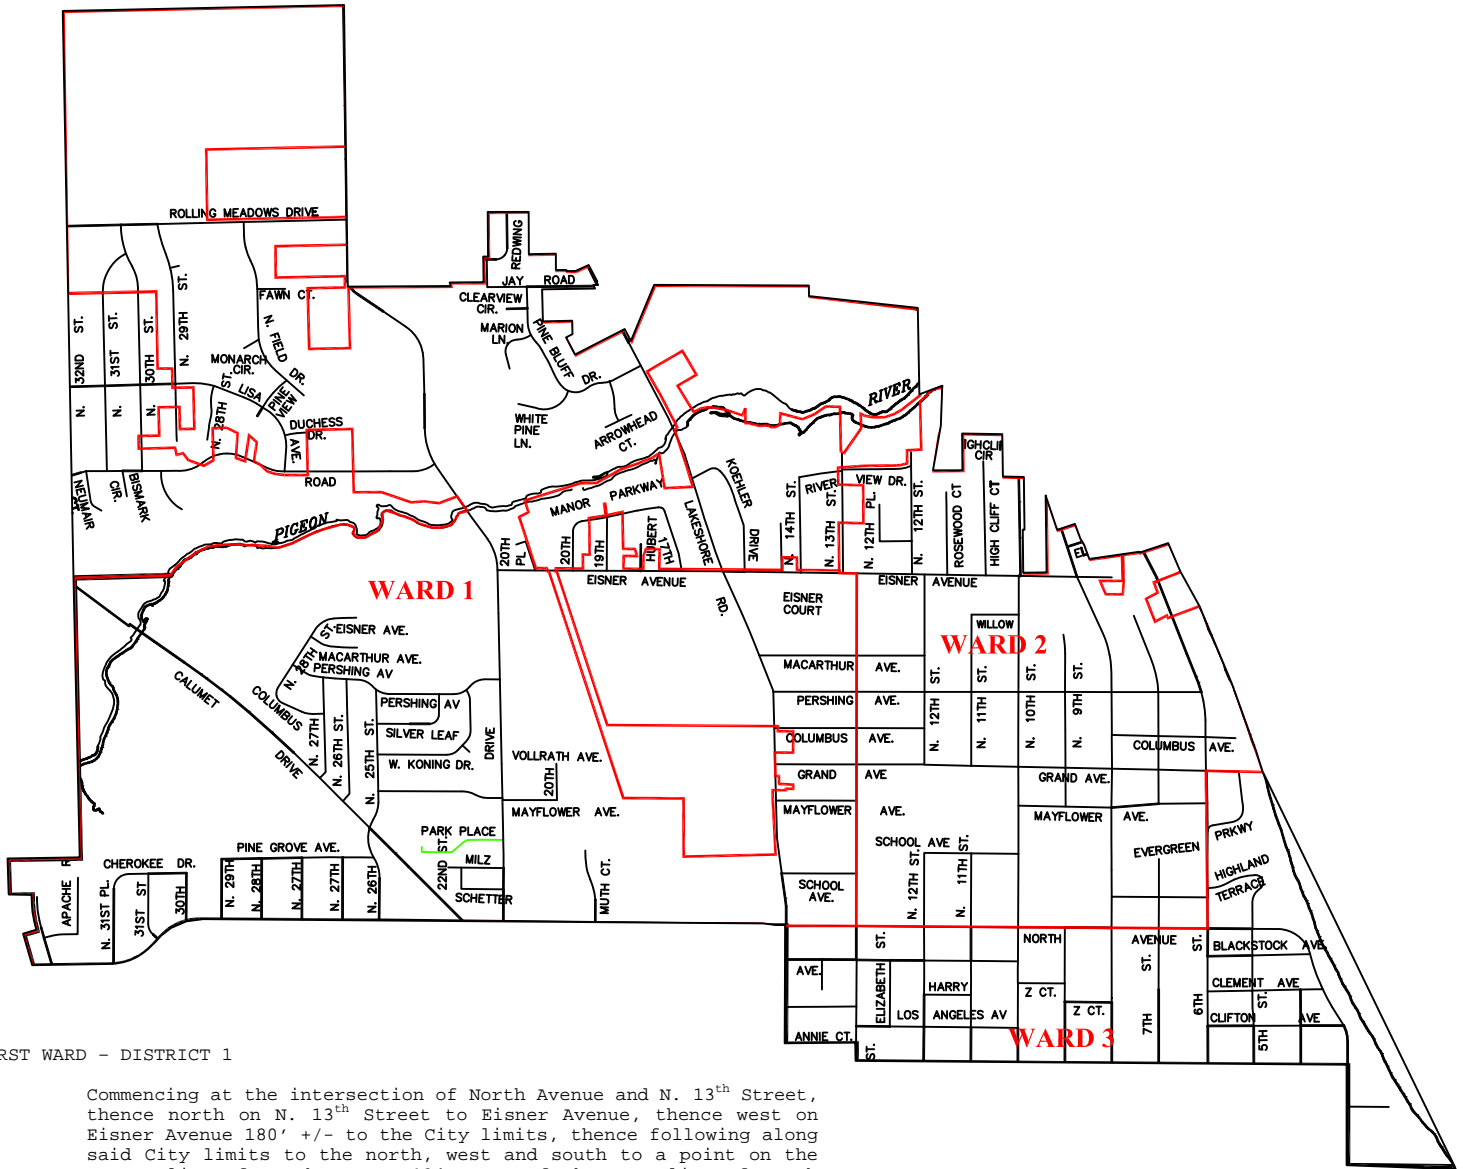 ROLLING MEADOWS DRIVE
REDWING
JAY ROAD
CLEARVIEW
CIR.
MARION
LN.
PINE BLUFF
DR.
WHITE
PINE
LN.
ARROWHEAD
CT.
N. 32ND ST.
N. 31ST ST.
N. 30TH ST.
N. 29TH ST.
FAWN CT.
N. FIELD
DR.
MONARCH
CIR.
N. 28TH ST.
LISA
AVE.
PINE
VIEW
DUCHESS
DR.
ROAD
NEUMAIR
CIR.
BISMARK
PIGEON
RIVER
MANOR PARKWAY
20TH
PL
20TH
19TH
HUBERT
17TH
LAKESHORE
RD.
KOEHLER
DRIVE
N. 14TH ST.
RIVER
VIEW DR.
N. 13TH ST.
N. 12TH PL.
N. 12TH ST.
ROSEWOOD CT
HIGH CLIFF CT
IGHCLIF
CIR
EL
EISNER AVENUE
EISNER AVENUE
EISNER
COURT
WARD 1
WARD 2
WILLOW
N. 28TH
ST.
EISNER AVE.
MACARTHUR AVE.
PERSHING AV
MACARTHUR AVE.
CALUMET
DRIVE
COLUMBUS
N. 27TH
N. 26TH ST.
N. 25TH ST.
PERSHING AV
SILVER LEAF
W. KONING DR.
DRIVE
VOLLRATH AVE.
20TH
MAYFLOWER AVE.
PERSHING AVE.
COLUMBUS AVE.
GRAND AVE
MAYFLOWER AVE.
N. 12TH ST.
N. 11TH ST.
N. 10TH ST.
N. 9TH ST.
COLUMBUS AVE.
GRAND AVE.
MAYFLOWER AVE.
SCHOOL AVE
N. 12TH ST.
N. 11TH ST.
EVERGREEN
PRKWY
HIGHLAND
TERRACE
PARK PLACE
22ND ST.
MILZ
SCHETTER
MUTH CT.
SCHOOL
AVE.
PINE GROVE AVE.
CHEROKEE DR.
APACHE R
N. 31ST PL.
31ST ST
30TH
N. 29TH
N. 28TH
N. 27TH
N. 27TH
N. 26TH
NORTH AVENUE
BLACKSTOCK AVE
AVE.
ELIZABETH
ST.
ST.
HARRY
LOS ANGELES AV
ANNIE CT.
Z CT.
Z CT.
7TH ST.
6TH ST.
CLEMENT AVE
CLIFTON AVE
5TH ST.
WARD 3
RST WARD – DISTRICT 1
Commencing at the intersection of North Avenue and N. 13th Street,
thence north on N. 13th Street to Eisner Avenue, thence west on
Eisner Avenue 180' +/- to the City limits, thence following along
said City limits to the north, west and south to a point on the